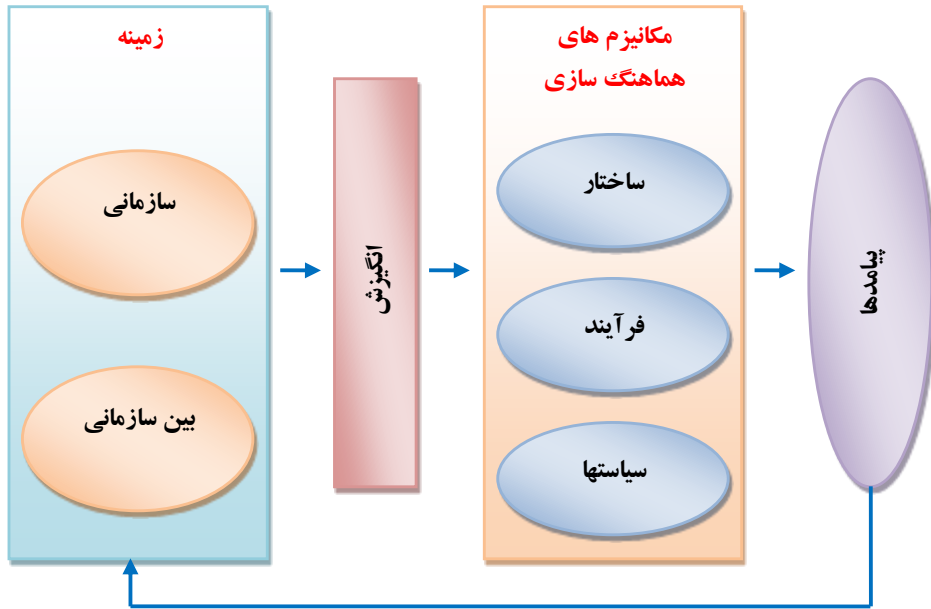 زمینه
سازمانی
بین سازمانی
انگیزش
مکانیزم های
هماهنگ سازی
ساختار
فرآیند
سیاستها
پیامدها